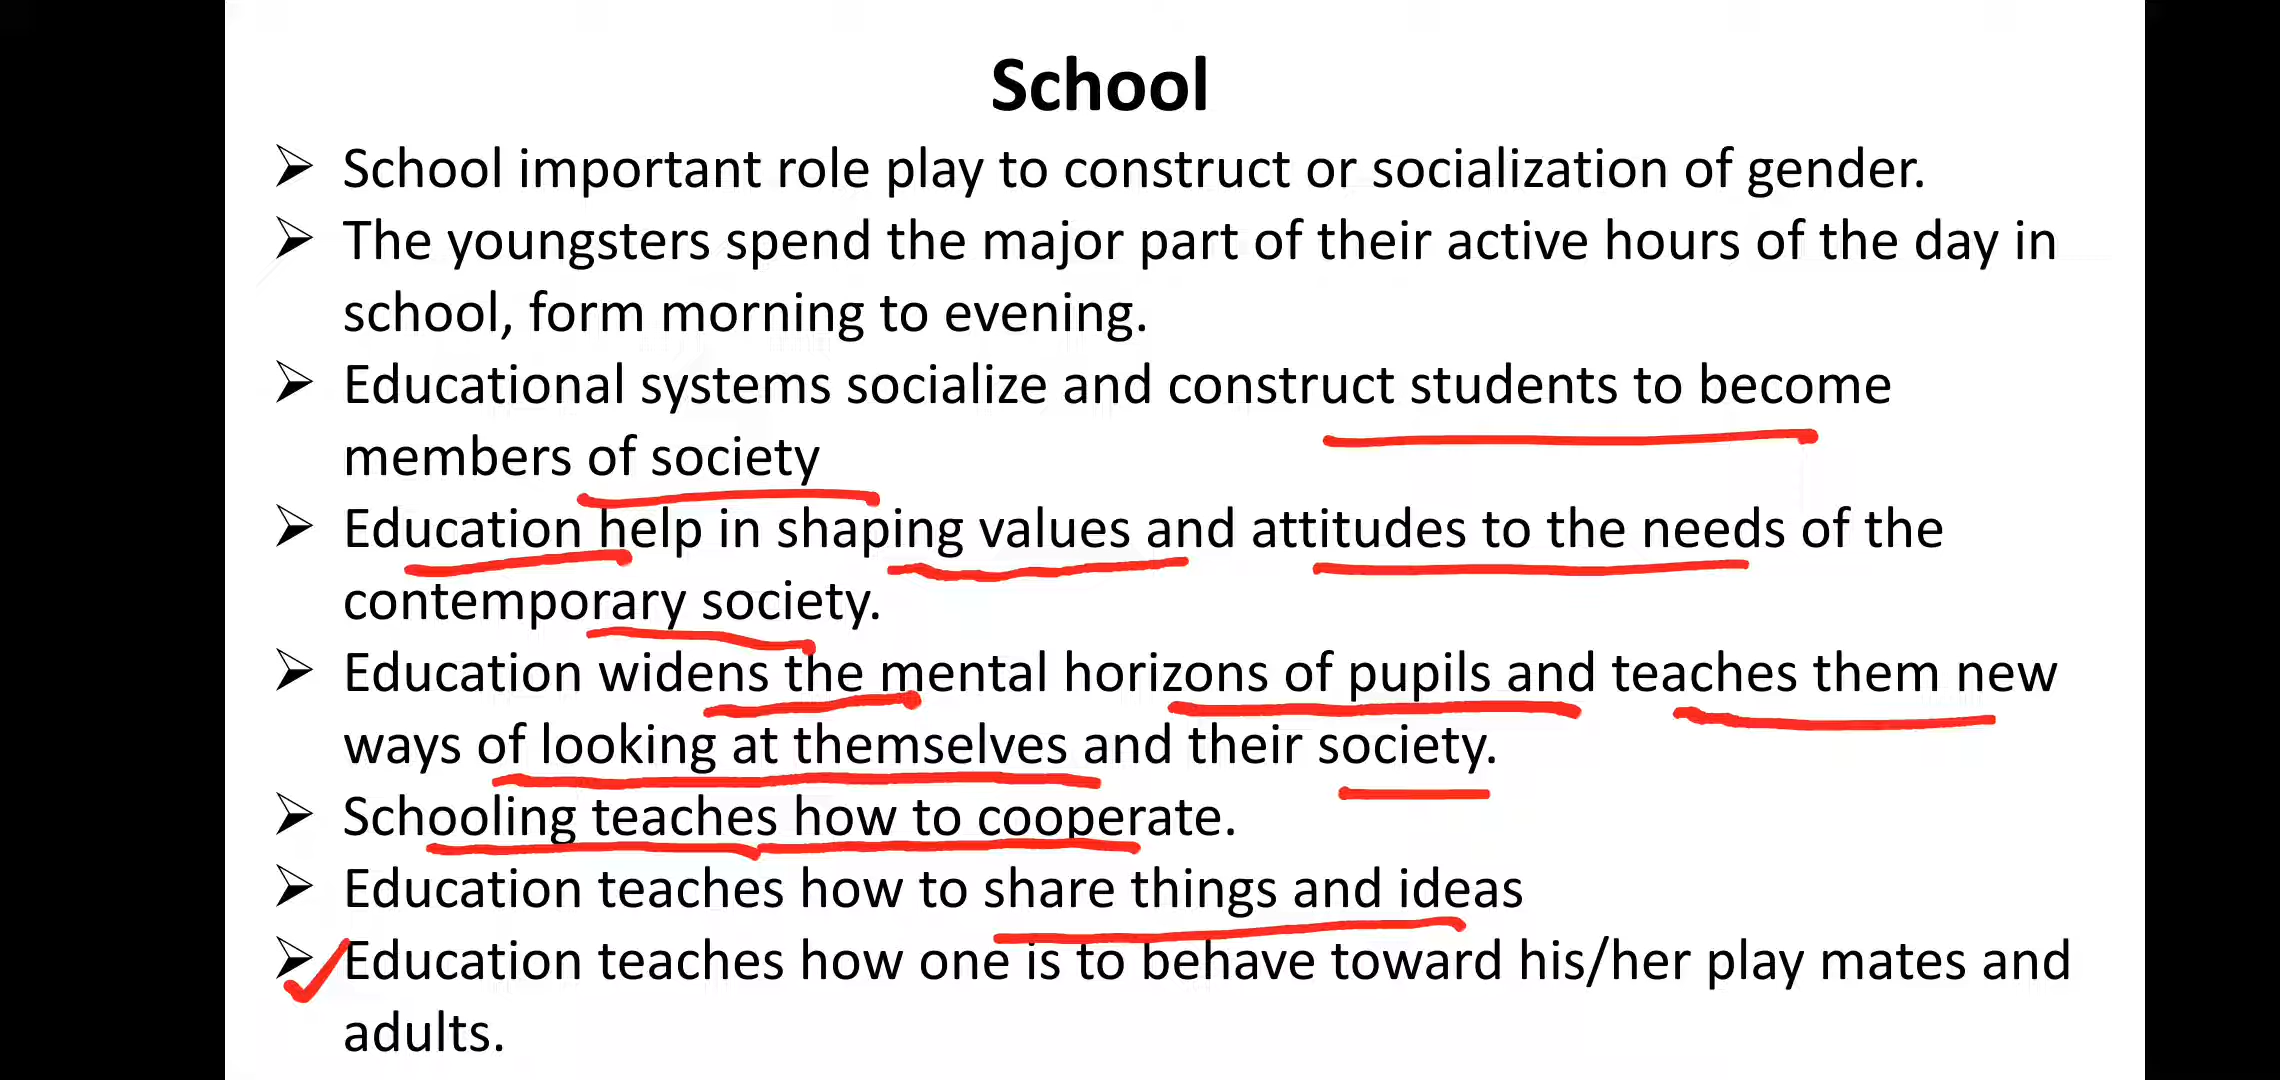 School
➢ School important role play to construct or socialization of gender.
➢ The youngsters spend the major part of their active hours of the day in
school, form morning to evening.
➢ Educational systems socialize and construct students to become
members of society
➢ Education help in shaping values and attitudes to the needs of the
contemporary society.
➢ Education widens the mental horizons of pupils and teaches them new
ways of looking at themselves and their society.
➢ Schooling teaches how to cooperate.
➢ Education teaches how to share things and ideas
➢ Education teaches how one is to behave toward his/her play mates and
adults.